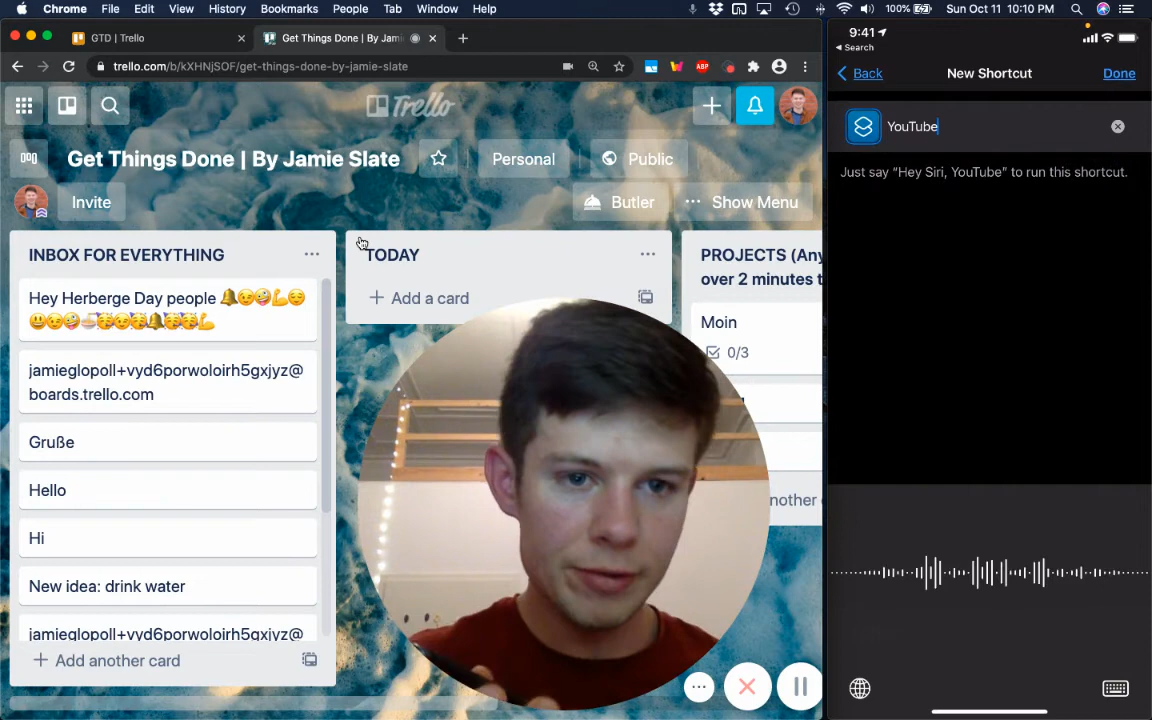 Chrome File Edit View History Bookmarks People Tab Window Help
100% Sun Oct 11 10:10 PM
GTD | Trello
Get Things Done | By Jami
trello.com/b/kXHNjSOF/get-things-done-by-jamie-slate
ABP
Trello
Get Things Done | By Jamie Slate
Personal
Public
Invite
Butler
Show Menu
INBOX FOR EVERYTHING
Hey Herberge Day people 🔔😉🤪💪😌
😃😉🤪🍜🥳😉🥳🔔🥳🥳💪
jamieglopoll+vyd6porwoloirh5gxjyz@
boards.trello.com
Gruße
Hello
Hi
New idea: drink water
jamieglopoll+vyd6porwoloirh5gxjyz@
+ Add another card
TODAY
+ Add a card
PROJECTS (Any
over 2 minutes t
Moin
0/3
nother
9:41
Search
Back
New Shortcut
Done
YouTube
Just say “Hey Siri, YouTube” to run this shortcut.